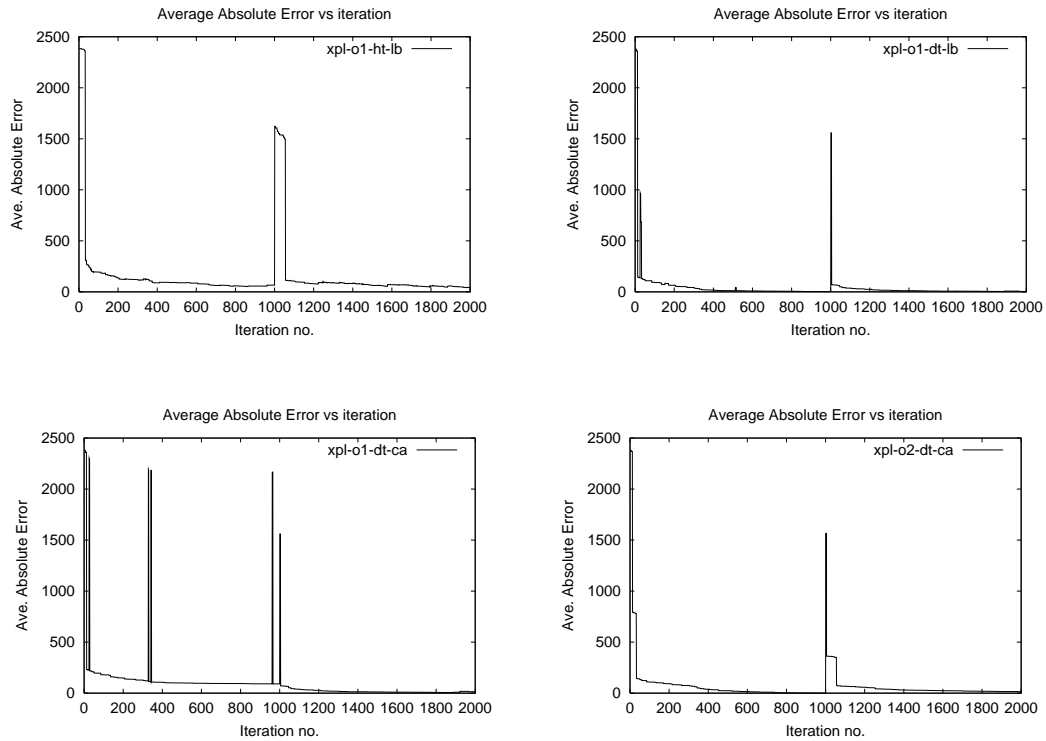 Average Absolute Error vs iteration
2500
2000
1500
1000
500
0
Ave. Absolute Error
xpl-o1-ht-lb
0 200 400 600 800 1000 1200 1400 1600 1800 2000
Iteration no.
Average Absolute Error vs iteration
2500
2000
1500
1000
500
0
Ave. Absolute Error
xpl-o1-dt-lb
0 200 400 600 800 1000 1200 1400 1600 1800 2000
Iteration no.
Average Absolute Error vs iteration
2500
2000
1500
1000
500
0
Ave. Absolute Error
xpl-o1-dt-ca
0 200 400 600 800 1000 1200 1400 1600 1800 2000
Iteration no.
Average Absolute Error vs iteration
2500
2000
1500
1000
500
0
Ave. Absolute Error
xpl-o2-dt-ca
0 200 400 600 800 1000 1200 1400 1600 1800 2000
Iteration no.